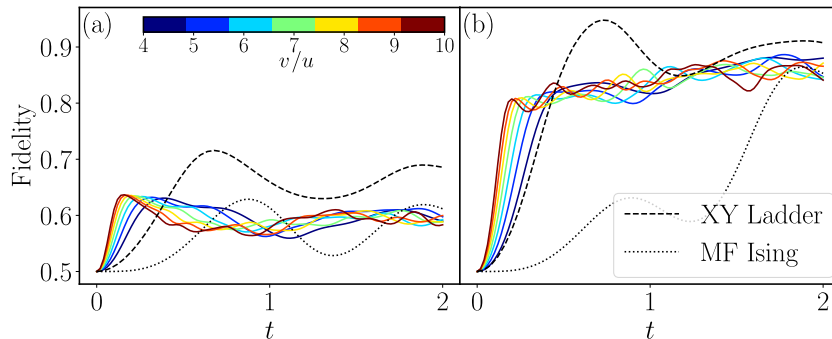 (a)
(b)
4 5 6 7 8 9 10
v/u
0.9
0.8
0.7
0.6
0.5
Fidelity
XY Ladder
MF Ising
0 1 2
0 1 2
t
t